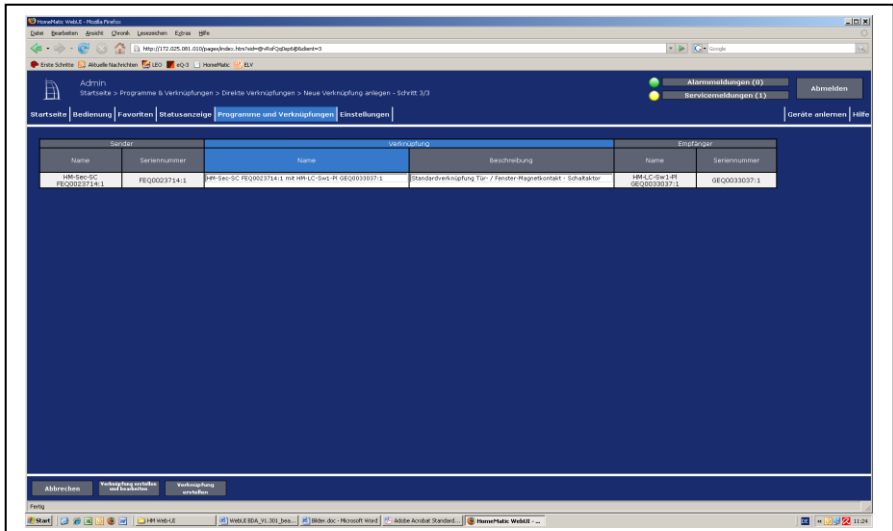 HomeMatic WebUI - Mozilla Firefox
Datei Bearbeiten Ansicht Chronik Lesezeichen Extras Hilfe
Google
Erste Schritte Aktuelle Nachrichten LEO eQ-3 HomeMatic ELV
Admin
Startseite > Programme & Verknüpfungen > Direkte Verknüpfungen > Neue Verknüpfung anlegen - Schritt 3/3
Alarmmeldungen (0)
Servicemeldungen (1)
Abmelden
Startseite Bedienung Favoriten Statusanzeige Programme und Verknüpfungen Einstellungen Geräte anlernen Hilfe
Sender Verknüpfung Empfänger
Name Seriennummer Name Beschreibung Name Seriennummer
HM-Sec-SC FEQ0023714:1 FEQ0023714:1 HM-Sec-SC FEQ0023714:1 mit HM-LC-Sw1-Pl GEQ0033037:1 Standardverknüpfung Tür- / Fenster-Magnetkontakt - Schaltaktor HM-LC-Sw1-Pl GEQ0033037:1 GEQ0033037:1
Abbrechen Verknüpfung erstellen und bearbeiten Verknüpfung erstellen
Fertig
Start HM Web-UI WebUI BDA_V1.301_bea... Bilder.doc - Microsoft Word Adobe Acrobat Standard... HomeMatic WebUI - ... DE 11:24